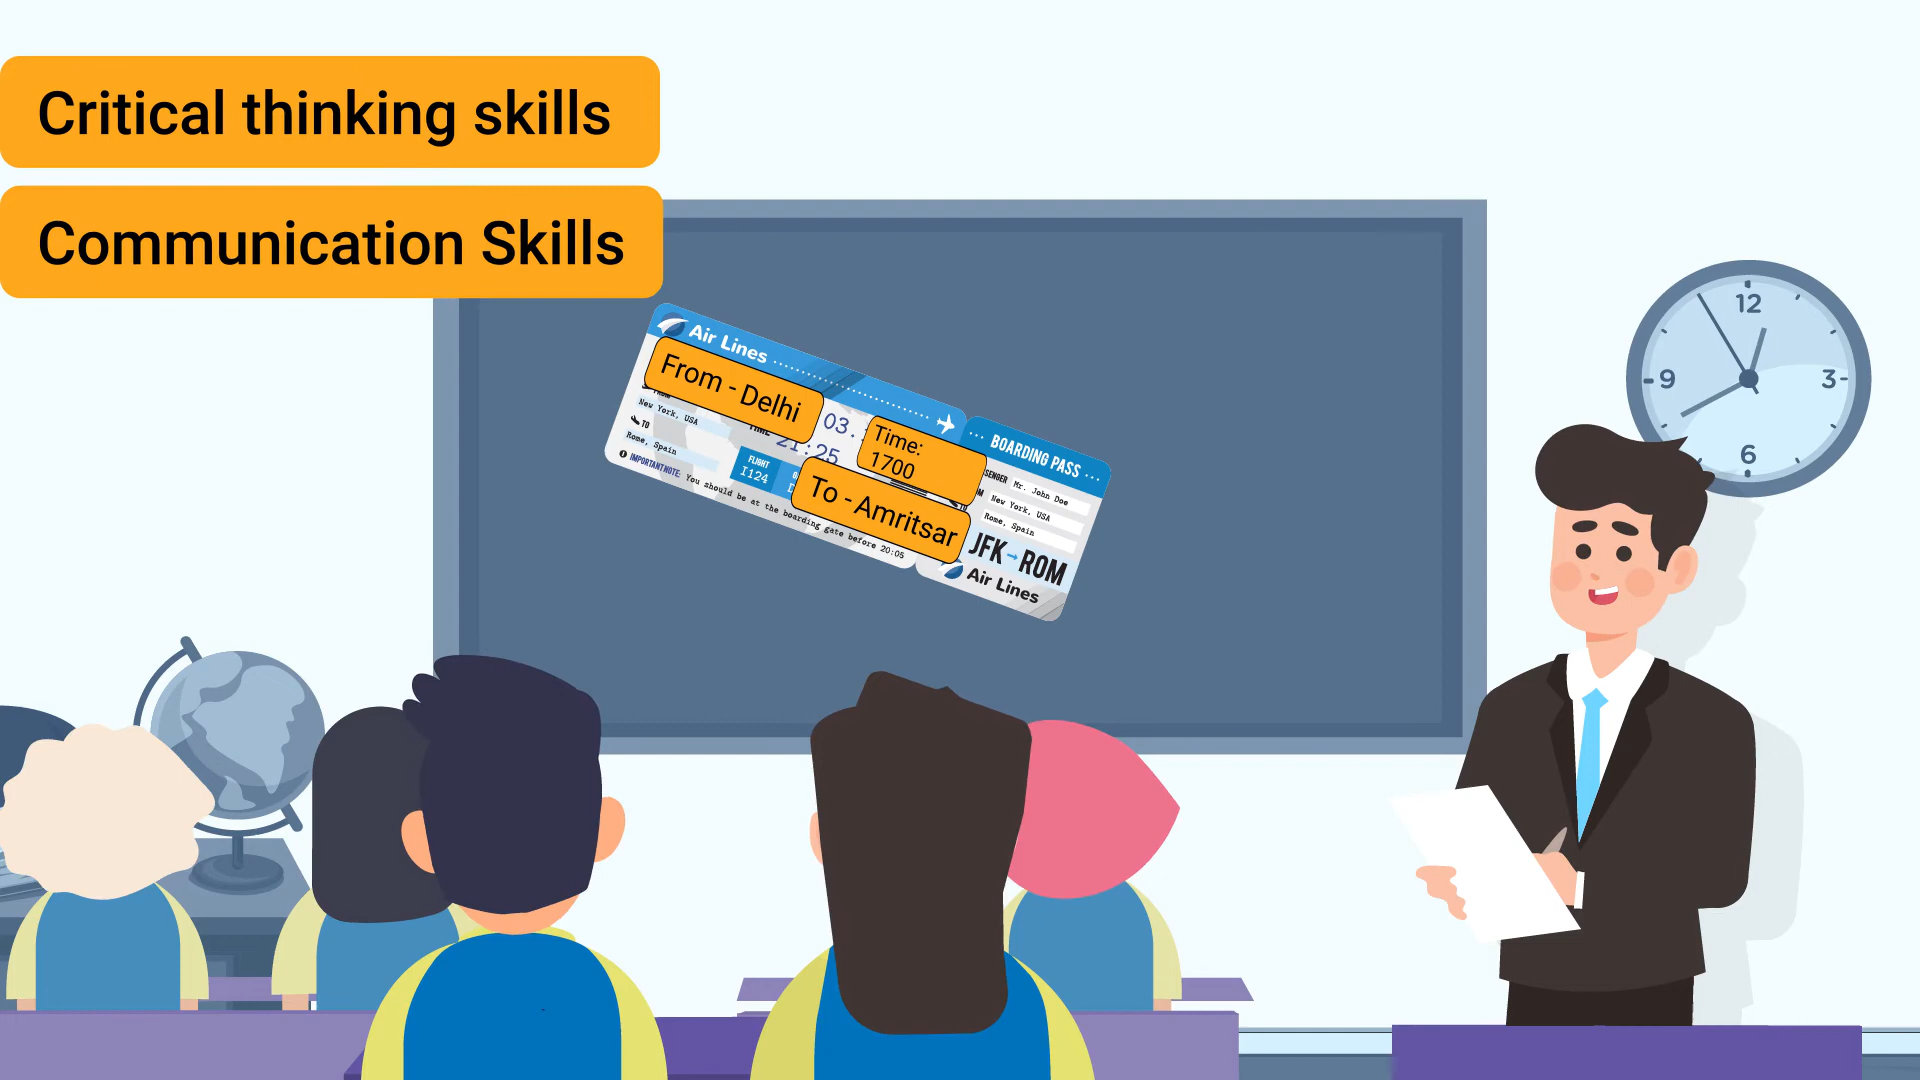 Critical thinking skills
Communication Skills
Air Lines
From - Delhi
New York, USA
TO
Rome, Spain
IMPORTANT NOTE: You should be at the boarding gate before 20:05
TIME
21:25
03.
FLIGHT
I124
Time:
1700
To - Amritsar
BOARDING PASS
Mr. John Doe
New York, USA
Rome, Spain
JFK → ROM
Air Lines
12
3
6
9